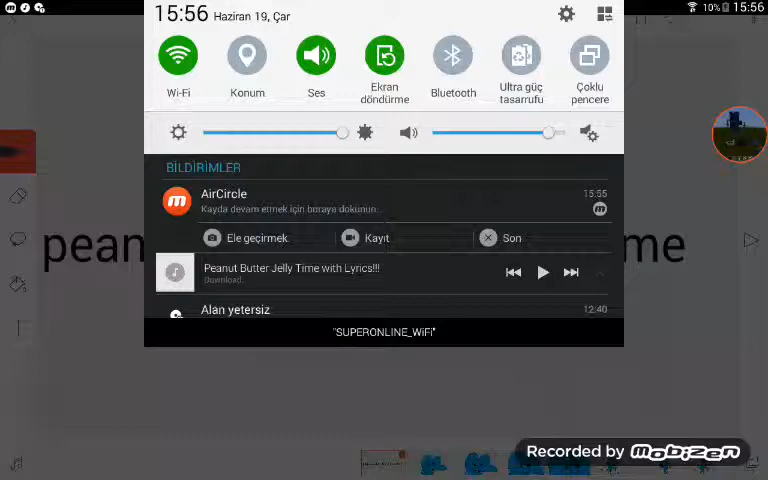 10% 15:56
15:56 Haziran 19, Çar
Wi-Fi
Konum
Ses
Ekran döndürme
Bluetooth
Ultra güç tasarrufu
Çoklu pencere
BİLDİRİMLER
AirCircle 15:55
Kayda devam etmek için buraya dokunun.
Ele geçirmek
Kayıt
Son
pean me
Peanut Butter Jelly Time with Lyrics!!!
Download
Alan yetersiz 12:40
"SUPERONLINE_WiFi"
Recorded by MOBIZEN